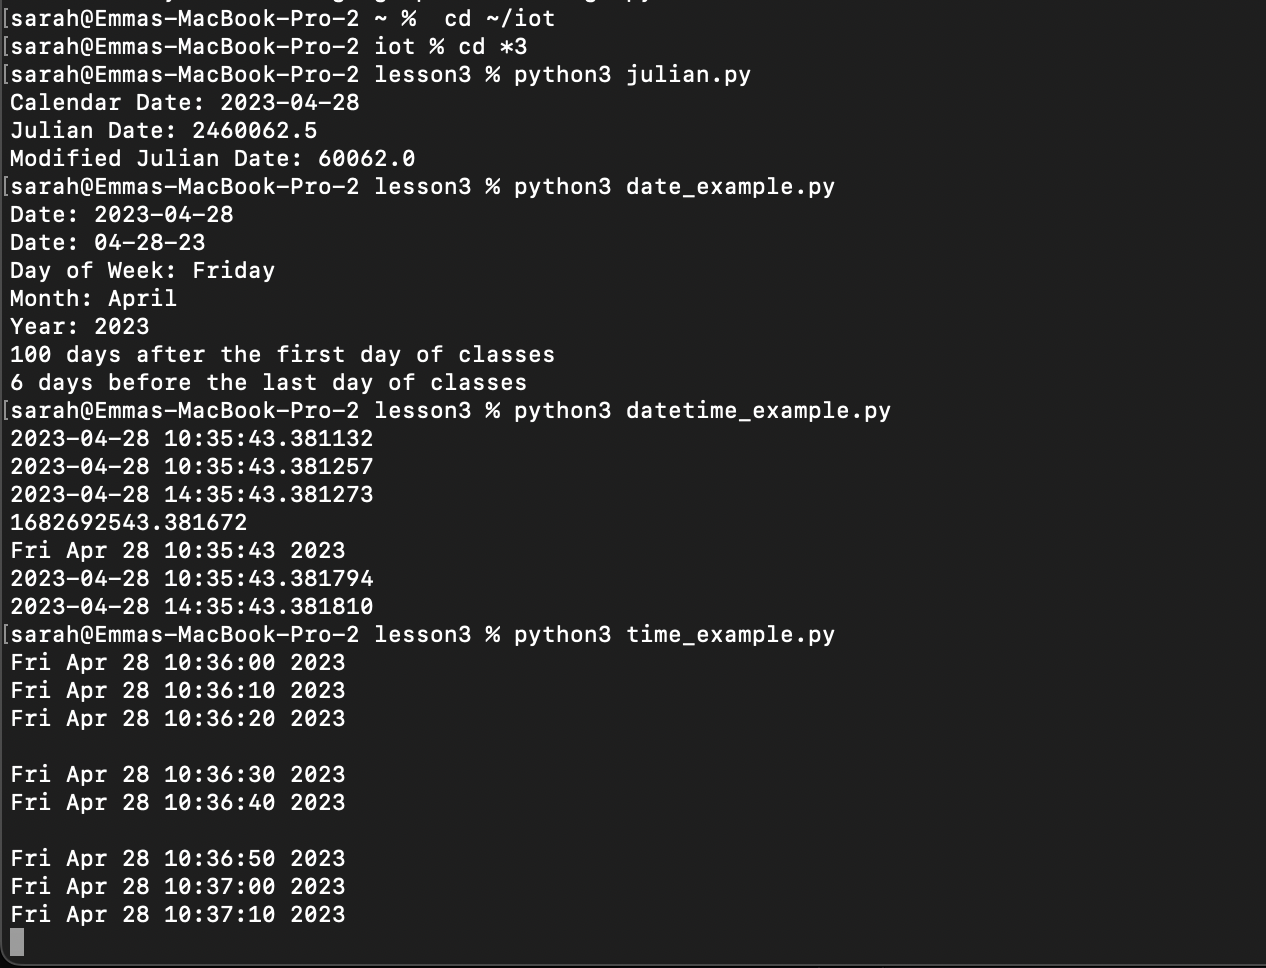 [sarah@Emmas-MacBook-Pro-2 ~ %  cd ~/iot
[sarah@Emmas-MacBook-Pro-2 iot % cd *3
[sarah@Emmas-MacBook-Pro-2 lesson3 % python3 julian.py
Calendar Date: 2023-04-28
Julian Date: 2460062.5
Modified Julian Date: 60062.0
[sarah@Emmas-MacBook-Pro-2 lesson3 % python3 date_example.py
Date: 2023-04-28
Date: 04-28-23
Day of Week: Friday
Month: April
Year: 2023
100 days after the first day of classes
6 days before the last day of classes
[sarah@Emmas-MacBook-Pro-2 lesson3 % python3 datetime_example.py
2023-04-28 10:35:43.381132
2023-04-28 10:35:43.381257
2023-04-28 14:35:43.381273
1682692543.381672
Fri Apr 28 10:35:43 2023
2023-04-28 10:35:43.381794
2023-04-28 14:35:43.381810
[sarah@Emmas-MacBook-Pro-2 lesson3 % python3 time_example.py
Fri Apr 28 10:36:00 2023
Fri Apr 28 10:36:10 2023
Fri Apr 28 10:36:20 2023

Fri Apr 28 10:36:30 2023
Fri Apr 28 10:36:40 2023

Fri Apr 28 10:36:50 2023
Fri Apr 28 10:37:00 2023
Fri Apr 28 10:37:10 2023